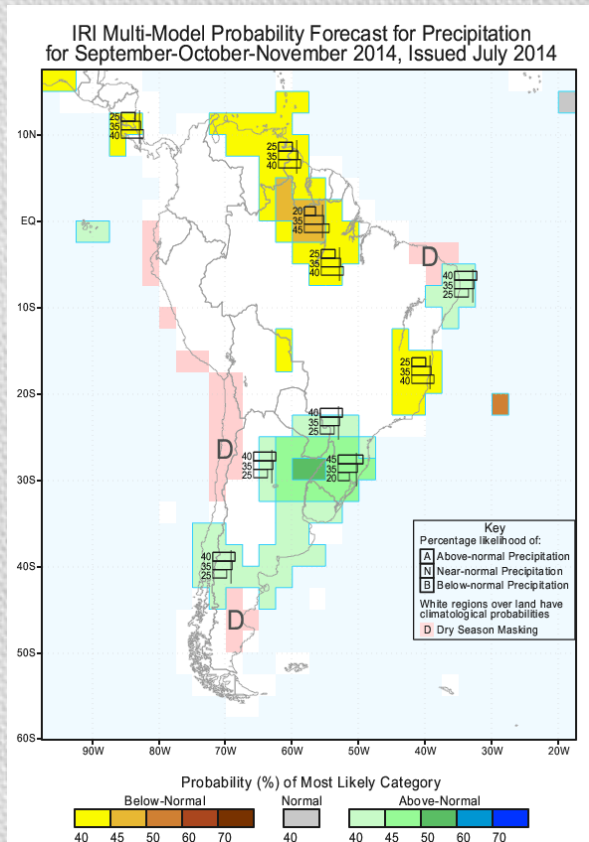 IRI Multi-Model Probability Forecast for Precipitation
for September-October-November 2014, Issued July 2014
10N
EQ
10S
20S
30S
40S
50S
60S
90W 80W 70W 60W 50W 40W 30W 20W
25
35
40
25
35
40
20
35
45
25
35
40
D
40
35
25
25
35
40
40
35
25
D
40
35
25
45
35
20
40
35
25
D
Key
Percentage likelihood of:
A Above-normal Precipitation
N Near-normal Precipitation
B Below-normal Precipitation
White regions over land have
climatological probabilities
D Dry Season Masking
Probability (%) of Most Likely Category
Below-Normal Normal Above-Normal
40 45 50 60 70 40 40 45 50 60 70